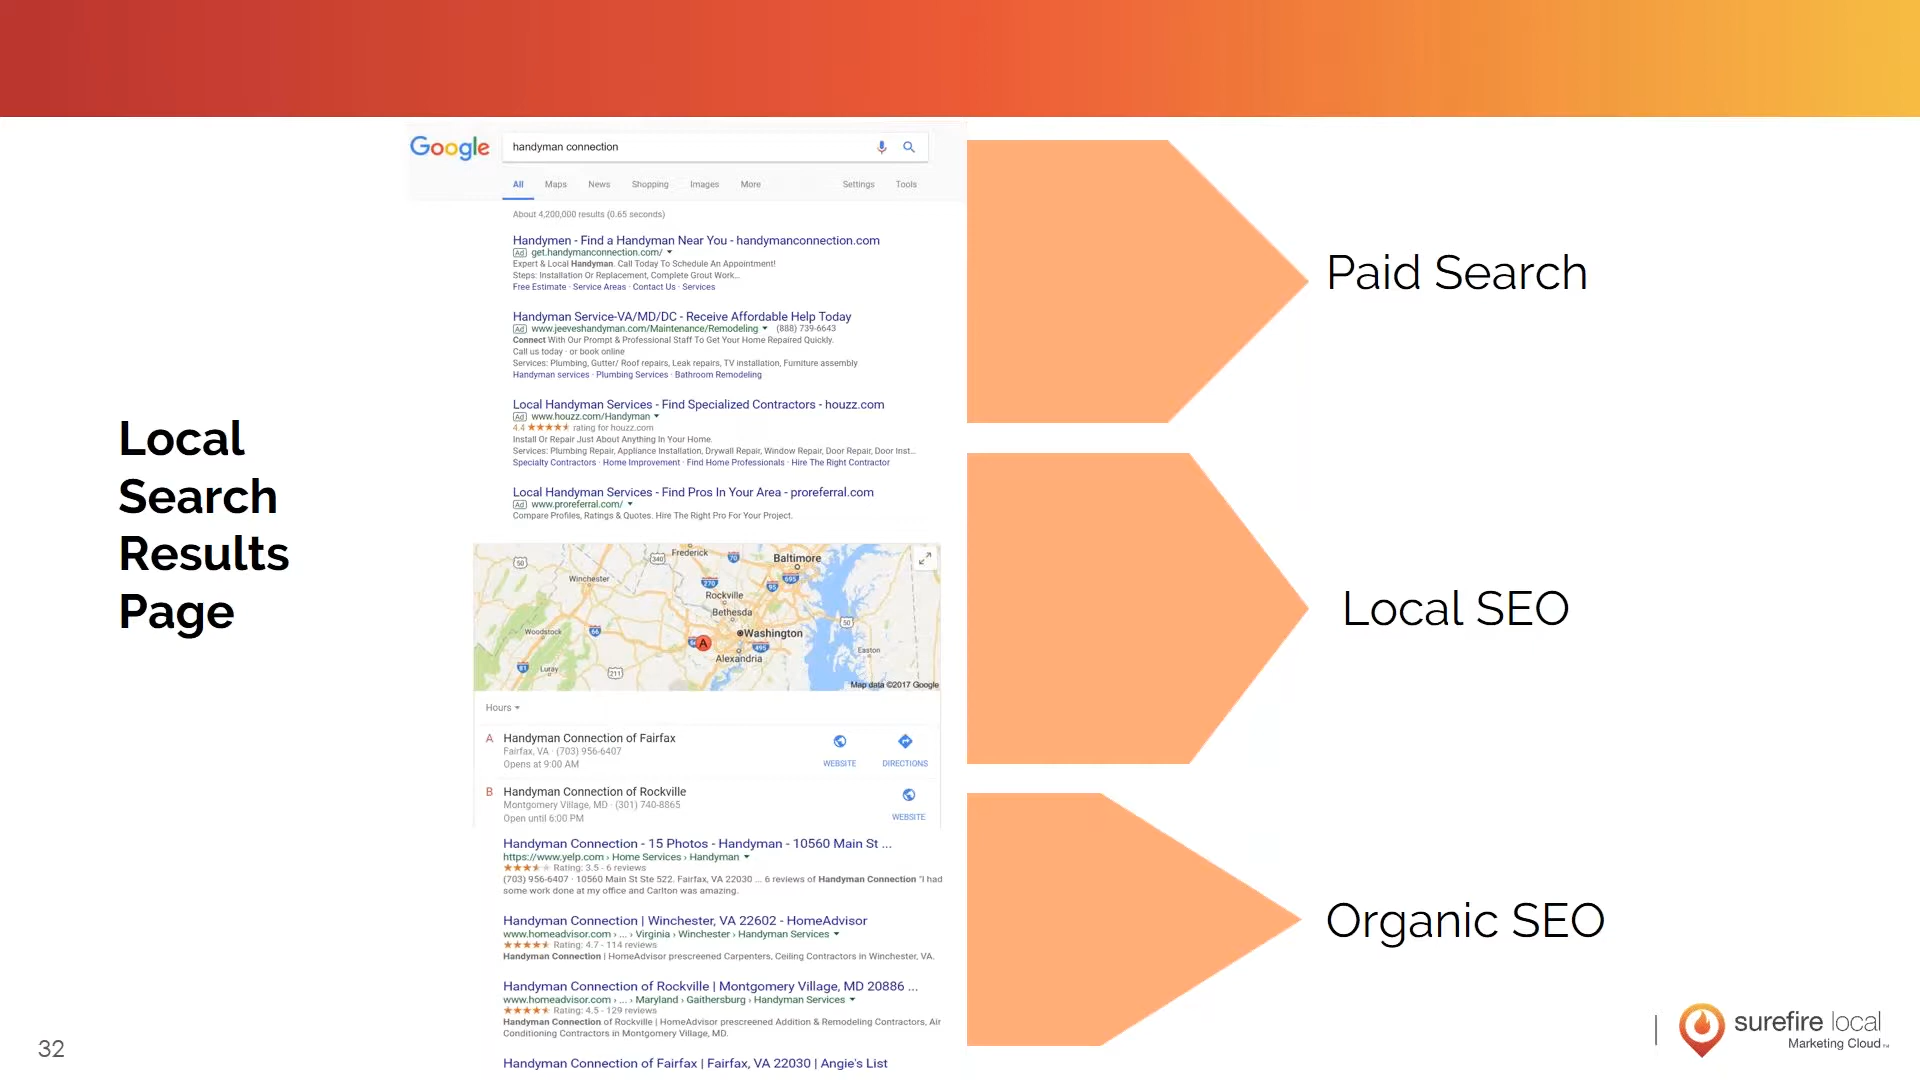 Local
Search
Results
Page
Google
handyman connection
All Maps News Shopping Images More Settings Tools
About 4,200,000 results (0.65 seconds)
Handymen - Find a Handyman Near You - handymanconnection.com
Ad get.handymanconnection.com/
Expert & Local Handyman. Call Today To Schedule An Appointment!
Steps: Installation Or Replacement, Complete Grout Work...
Free Estimate · Service Areas · Contact Us · Services
Handyman Service-VA/MD/DC - Receive Affordable Help Today
Ad www.jeeveshandyman.com/Maintenance/Remodeling (888) 739-6643
Connect With Our Prompt & Professional Staff To Get Your Home Repaired Quickly.
Call us today · or book online
Services: Plumbing, Gutter/ Roof repairs, Leak repairs, TV installation, Furniture assembly
Handyman services · Plumbing Services · Bathroom Remodeling
Local Handyman Services - Find Specialized Contractors - houzz.com
Ad www.houzz.com/Handyman
4.4 ★★★★★ rating for houzz.com
Install Or Repair Just About Anything In Your Home.
Services: Plumbing Repair, Appliance Installation, Drywall Repair, Window Repair, Door Repair, Door Inst...
Specialty Contractors · Home Improvement · Find Home Professionals · Hire The Right Contractor
Local Handyman Services - Find Pros In Your Area - proreferral.com
Ad www.proreferral.com/
Compare Profiles, Ratings & Quotes. Hire The Right Pro For Your Project.
Frederick
340
70
Baltimore
50
695
Winchester
270
95
Rockville
Bethesda
50
Woodstock
66
Washington
A
495
Alexandria
Easton
81
Luray
211
Map data ©2017 Google
Hours
A Handyman Connection of Fairfax
Fairfax, VA · (703) 956-6407
Opens at 9:00 AM
WEBSITE DIRECTIONS
B Handyman Connection of Rockville
Montgomery Village, MD · (301) 740-8865
Open until 6:00 PM
WEBSITE
Handyman Connection - 15 Photos - Handyman - 10560 Main St ...
https://www.yelp.com › Home Services › Handyman
★★★★★ Rating: 3.5 - 6 reviews
(703) 956-6407 · 10560 Main St Ste 522. Fairfax, VA 22030 ... 6 reviews of Handyman Connection "I had
some work done at my office and Carlton was amazing.
Handyman Connection | Winchester, VA 22602 - HomeAdvisor
www.homeadvisor.com › ... › Virginia › Winchester › Handyman Services
★★★★★ Rating: 4.7 - 114 reviews
Handyman Connection | HomeAdvisor prescreened Carpenters, Ceiling Contractors in Winchester, VA.
Handyman Connection of Rockville | Montgomery Village, MD 20886 ...
www.homeadvisor.com › ... › Maryland › Gaithersburg › Handyman Services
★★★★★ Rating: 4.5 - 129 reviews
Handyman Connection of Rockville | HomeAdvisor prescreened Addition & Remodeling Contractors, Air
Conditioning Contractors in Montgomery Village, MD.
Handyman Connection of Fairfax | Fairfax, VA 22030 | Angie's List
Paid Search
Local SEO
Organic SEO
32
surefire local
Marketing Cloud™